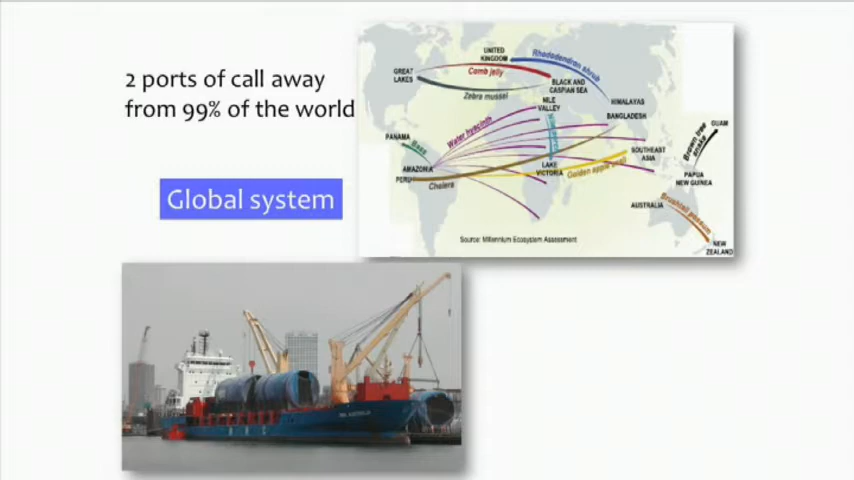 2 ports of call away
from 99% of the world
Global system
UNITED
KINGDOM
Rhododendron shrub
GREAT
LAKES
Comb jelly
BLACK AND
CASPIAN SEA
Zebra mussel
NILE
VALLEY
HIMALAYAS
BANGLADESH
GUAM
Brown tree
snake
Water hyacinth
PANAMA
SOUTHEAST
ASIA
AMAZONIA
LAKE
VICTORIA
PERU
Cholera
Golden apple snail
PAPUA
NEW GUINEA
AUSTRALIA
Brushtail possum
NEW
ZEALAND
Source: Millennium Ecosystem Assessment